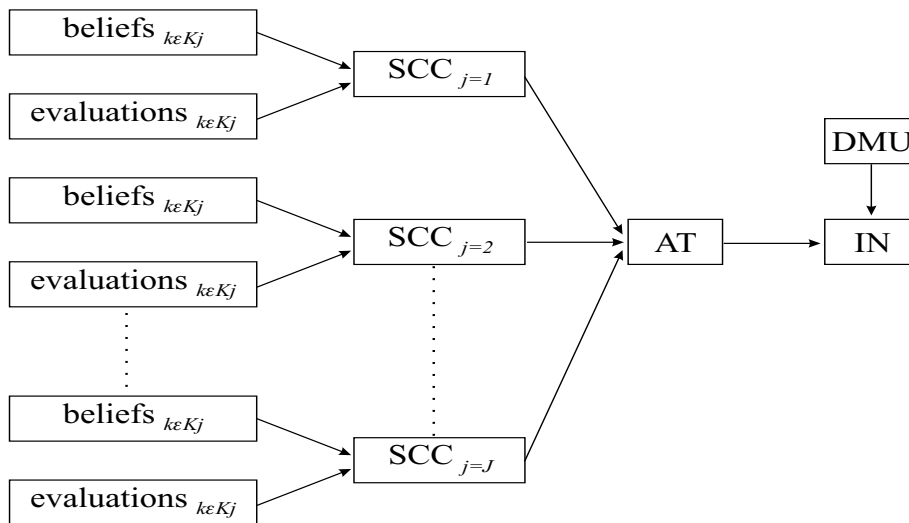 beliefs kεKj
evaluations kεKj
SCC j=1
beliefs kεKj
evaluations kεKj
SCC j=2
beliefs kεKj
evaluations kεKj
SCC j=J
AT
DMU
IN